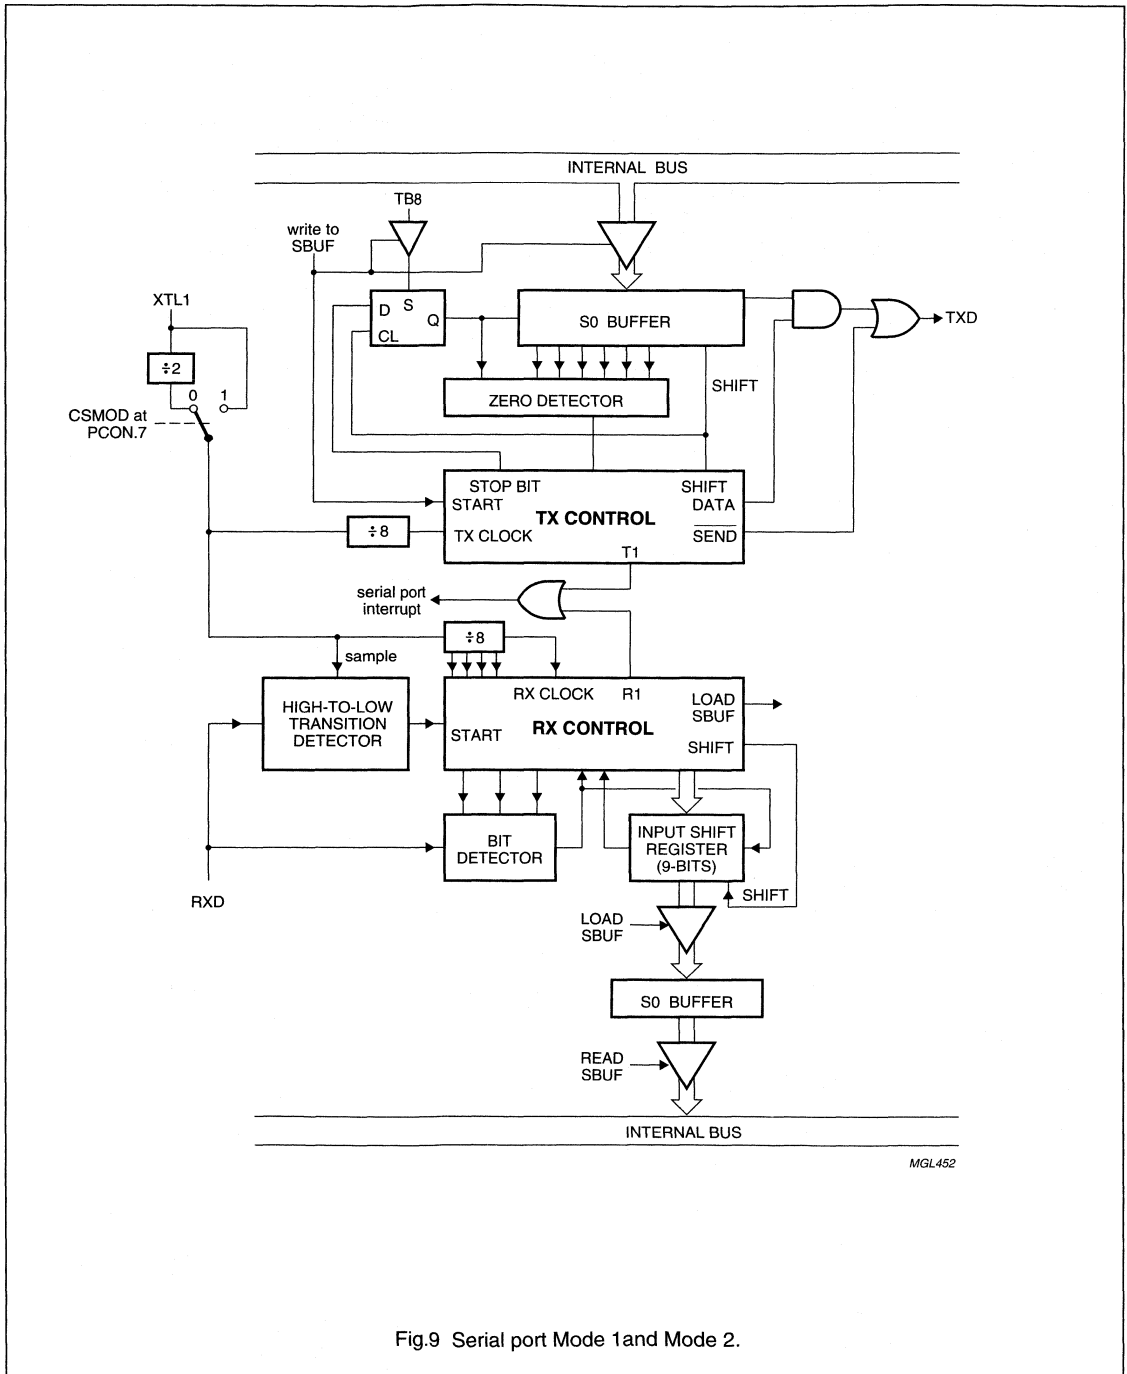 INTERNAL BUS
TB8
write to
SBUF
XTL1
÷2
0 1
CSMOD at
PCON.7
D S
Q
CL
S0 BUFFER
TXD
ZERO DETECTOR
SHIFT
STOP BIT
START
TX CONTROL
TX CLOCK
SHIFT
DATA
SEND
T1
÷8
serial port
interrupt
÷8
sample
HIGH-TO-LOW
TRANSITION
DETECTOR
RX CLOCK R1
START
RX CONTROL
LOAD
SBUF
SHIFT
BIT
DETECTOR
INPUT SHIFT
REGISTER
(9-BITS)
RXD
SHIFT
LOAD
SBUF
S0 BUFFER
READ
SBUF
INTERNAL BUS
MGL452
Fig.9 Serial port Mode 1and Mode 2.